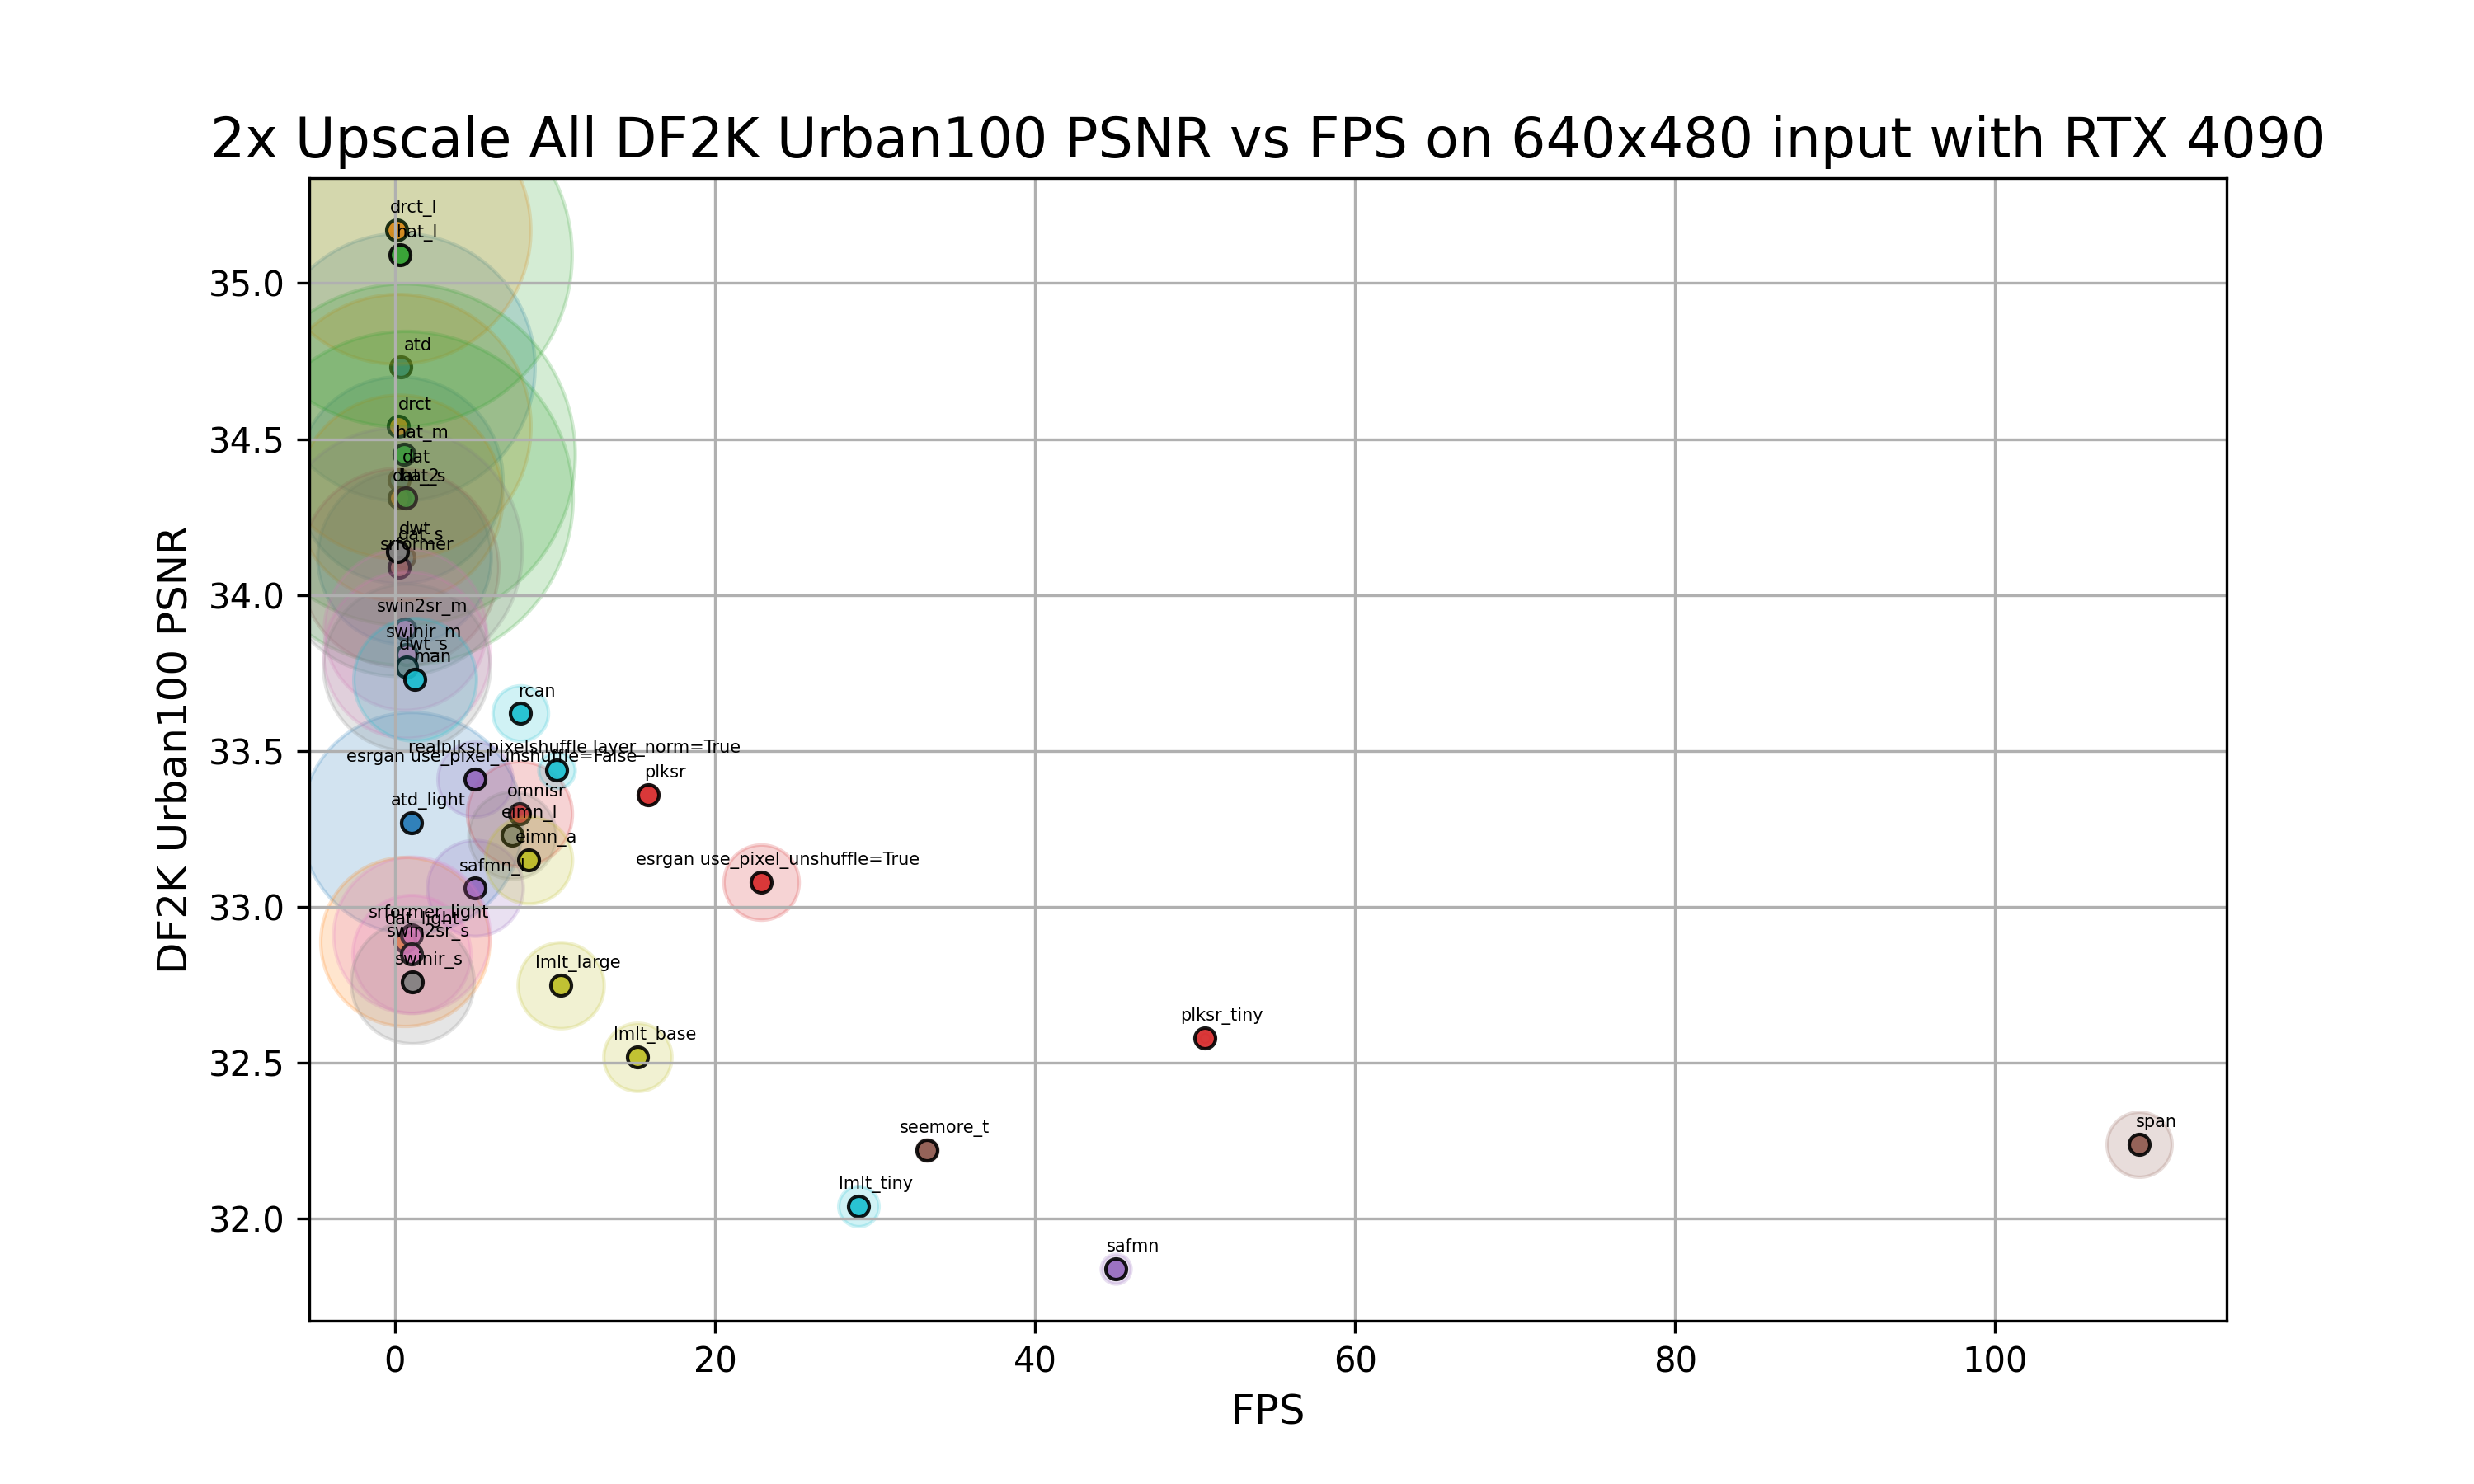 2x Upscale All DF2K Urban100 PSNR vs FPS on 640x480 input with RTX 4090
DF2K Urban100 PSNR
35.0
34.5
34.0
33.5
33.0
32.5
32.0
drct_l
hat_l
atd
drct
hat_m
dat
dat_2
hat_s
dwt
dat_s
srformer
swin2sr_m
swinir_m
dwt_s
man
rcan
realplksr pixelshuffle layer_norm=True
esrgan use_pixel_unshuffle=False
plksr
omnisr
atd_light
eimn_l
eimn_a
esrgan use_pixel_unshuffle=True
safmn_l
srformer_light
dat_light
swin2sr_s
swinir_s
lmlt_large
plksr_tiny
lmlt_base
span
seemore_t
lmlt_tiny
safmn
0
20
40
60
80
100
FPS